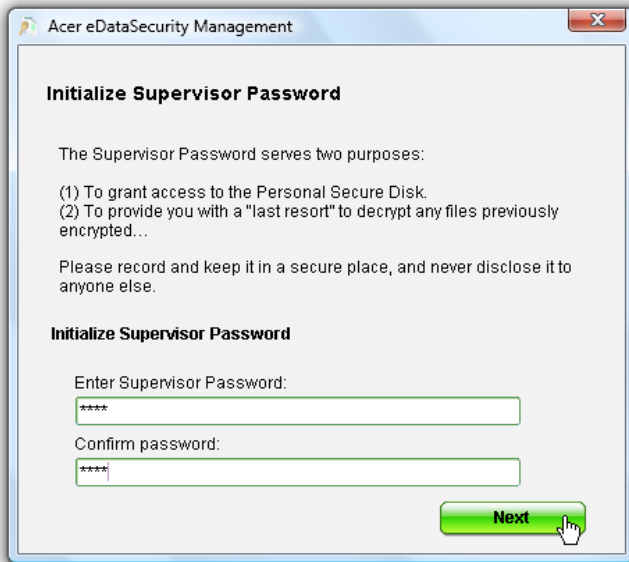 Acer eDataSecurity Management
Initialize Supervisor Password
The Supervisor Password serves two purposes:
(1) To grant access to the Personal Secure Disk.
(2) To provide you with a "last resort" to decrypt any files previously
encrypted...
Please record and keep it in a secure place, and never disclose it to
anyone else.
Initialize Supervisor Password
Enter Supervisor Password:
****
Confirm password:
****
Next